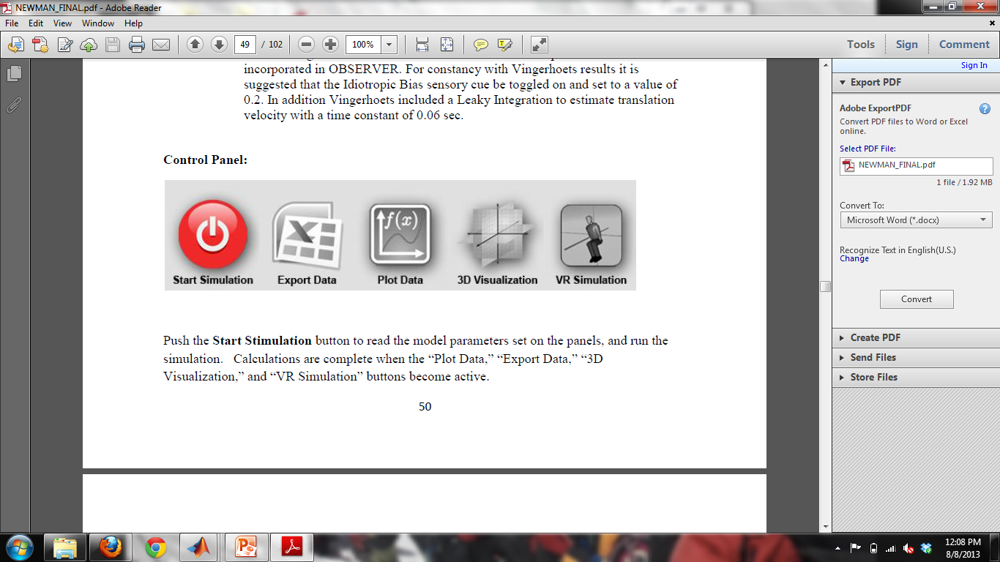 NEWMAN_FINAL.pdf - Adobe Reader
File Edit View Window Help
49 / 102 100% Tools Sign Comment
Sign In
incorporated in OBSERVER. For constancy with Vingerhoets results it is
suggested that the Idiotropic Bias sensory cue be toggled on and set to a value of
0.2. In addition Vingerhoets included a Leaky Integration to estimate translation
velocity with a time constant of 0.06 sec.
Control Panel:
f(x)
Start Simulation Export Data Plot Data 3D Visualization VR Simulation
Push the Start Stimulation button to read the model parameters set on the panels, and run the
simulation. Calculations are complete when the “Plot Data,” “Export Data,” “3D
Visualization,” and “VR Simulation” buttons become active.
50
Export PDF
Adobe ExportPDF
Convert PDF files to Word or Excel
online.
Select PDF File:
NEWMAN_FINAL.pdf
1 file / 1.92 MB
Convert To:
Microsoft Word (*.docx)
Recognize Text in English(U.S.)
Change
Convert
Create PDF
Send Files
Store Files
12:08 PM
8/8/2013